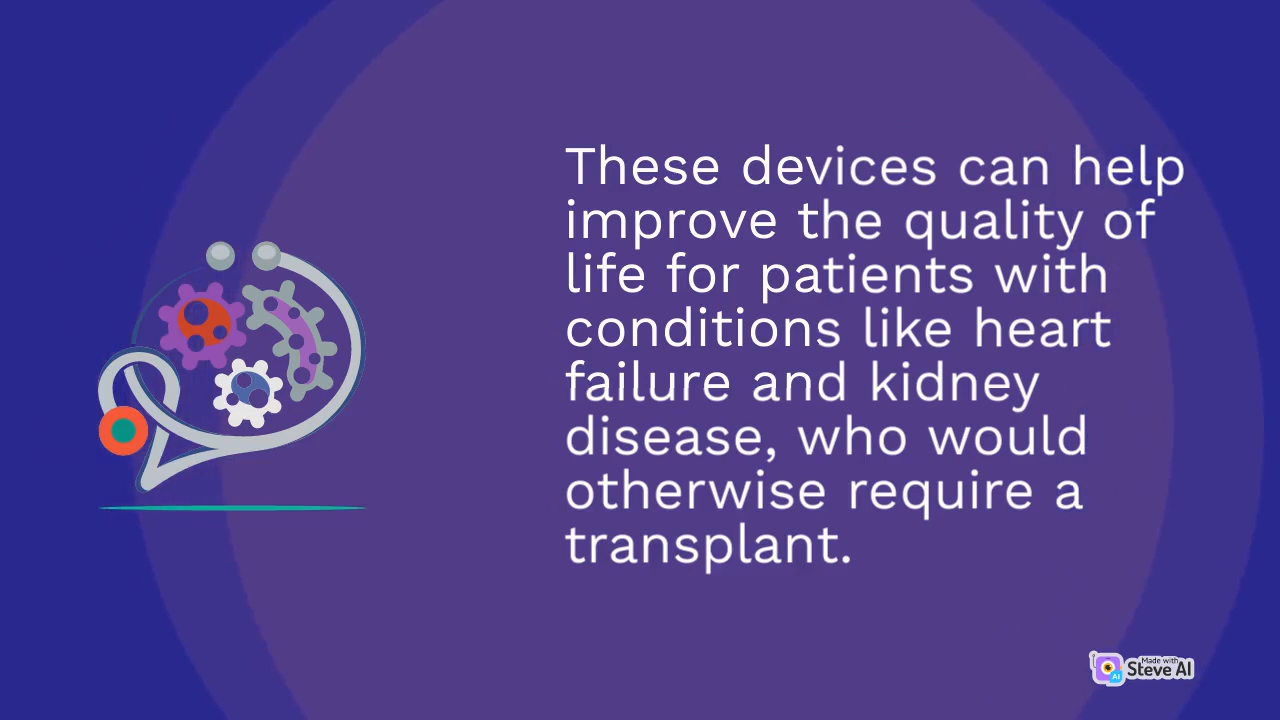 These devices can help
improve the quality of
life for patients with
conditions like heart
failure and kidney
disease, who would
otherwise require a
transplant.
Made with
Steve AI
AI